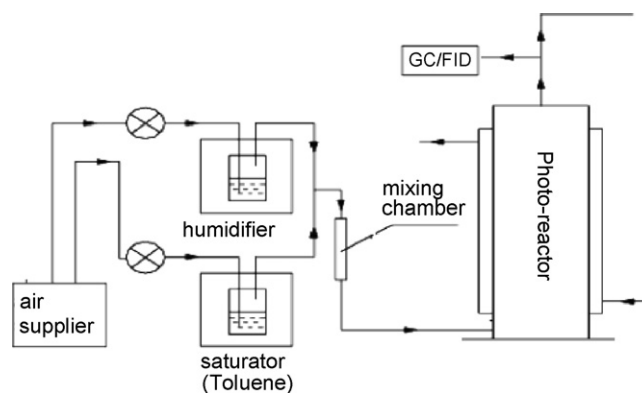 GC/FID
Photo-reactor
mixing
chamber
humidifier
air
supplier
saturator
(Toluene)